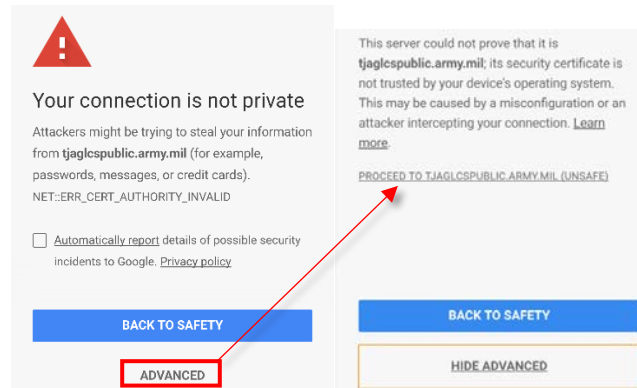 Your connection is not private
Attackers might be trying to steal your information
from tjaglcspublic.army.mil (for example,
passwords, messages, or credit cards).
NET::ERR_CERT_AUTHORITY_INVALID
Automatically report details of possible security
incidents to Google. Privacy policy
BACK TO SAFETY
ADVANCED
This server could not prove that it is
tjaglcspublic.army.mil; its security certificate is
not trusted by your device's operating system.
This may be caused by a misconfiguration or an
attacker intercepting your connection. Learn
more.
PROCEED TO TJAGLCSPUBLIC.ARMY.MIL (UNSAFE)
BACK TO SAFETY
HIDE ADVANCED